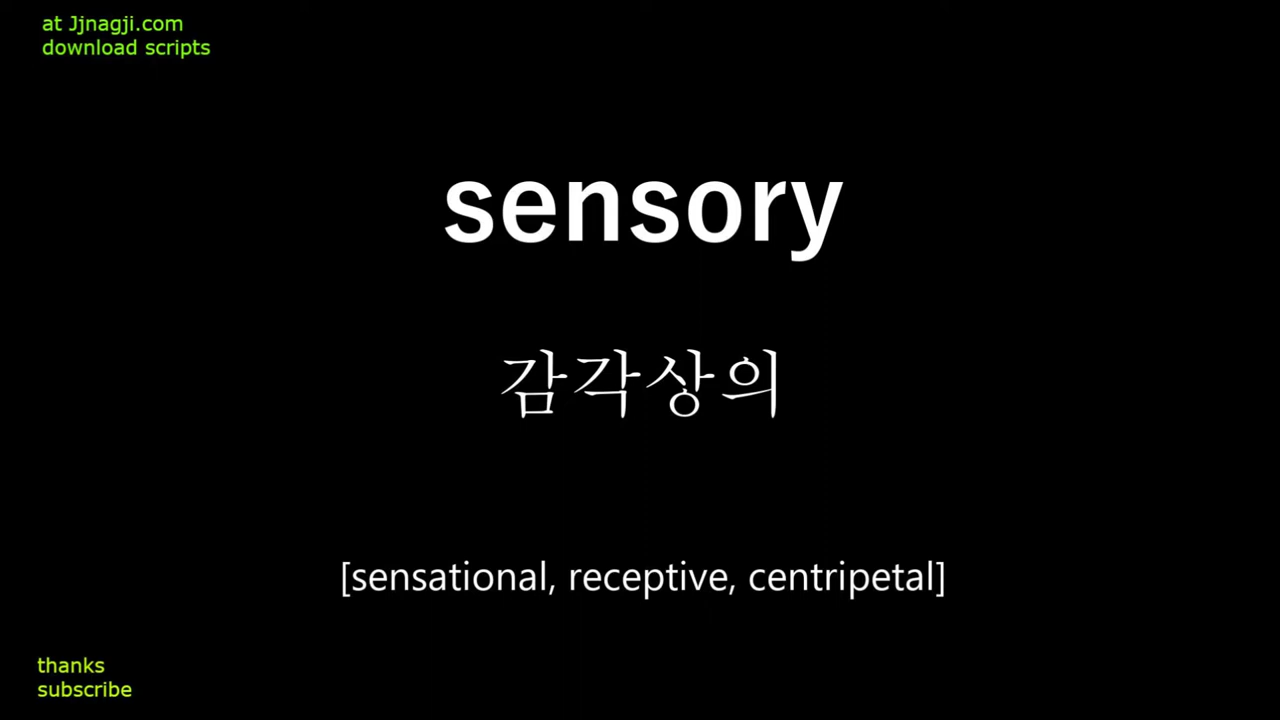 at Jjnagji.com
download scripts
sensory
감각상의
[sensational, receptive, centripetal]
thanks
subscribe